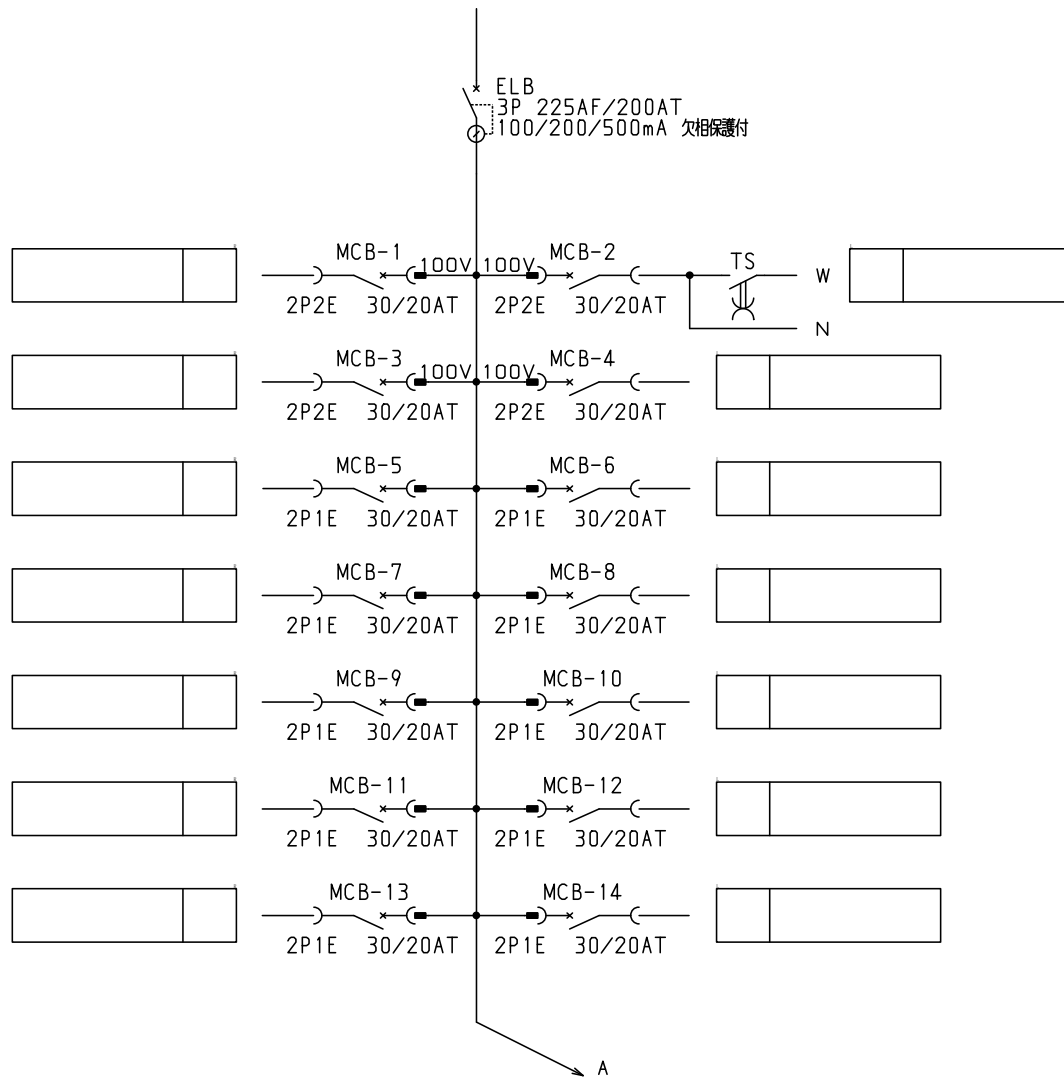 ELB
3P 225AF/200AT
100/200/500mA 欠相保護付
MCB-1 100V 100V MCB-2 TS W
2P2E 30/20AT 2P2E 30/20AT N
MCB-3 100V 100V MCB-4
2P2E 30/20AT 2P2E 30/20AT
MCB-5 MCB-6
2P1E 30/20AT 2P1E 30/20AT
MCB-7 MCB-8
2P1E 30/20AT 2P1E 30/20AT
MCB-9 MCB-10
2P1E 30/20AT 2P1E 30/20AT
MCB-11 MCB-12
2P1E 30/20AT 2P1E 30/20AT
MCB-13 MCB-14
2P1E 30/20AT 2P1E 30/20AT
A